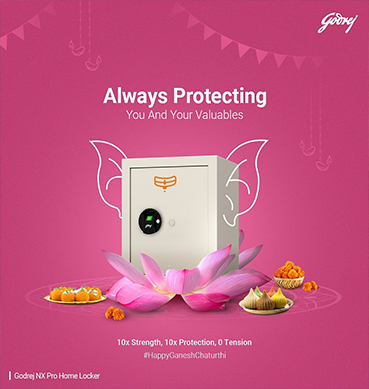 Godrej
Always Protecting
You And Your Valuables
10x Strength, 10x Protection, 0 Tension
#HappyGaneshChaturthi
Godrej NX Pro Home Locker